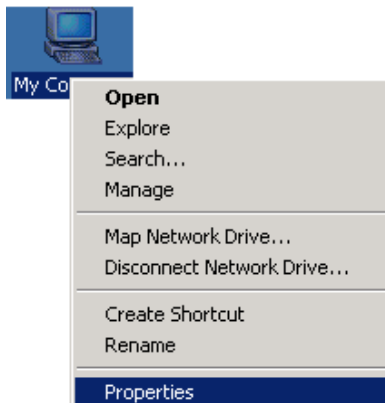 My Co
Open
Explore
Search...
Manage
Map Network Drive...
Disconnect Network Drive...
Create Shortcut
Rename
Properties